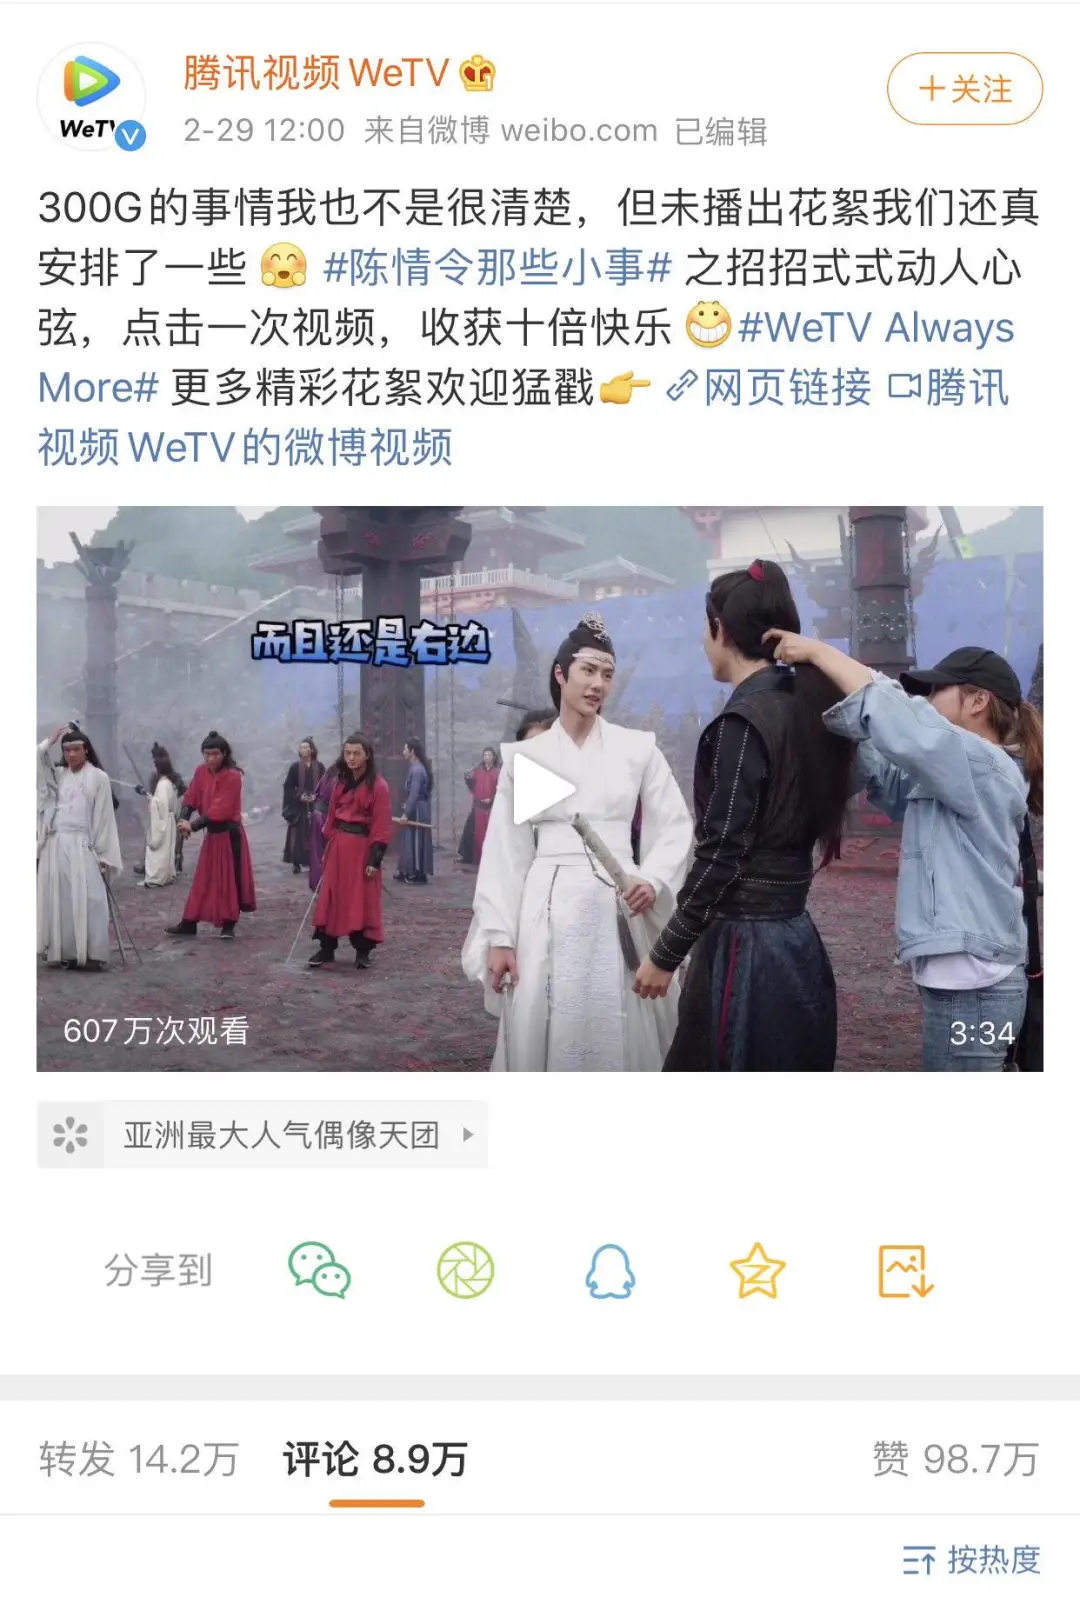 腾讯视频 WeTV
WeTV
2-29 12:00 来自微博 weibo.com 已编辑
+关注
300G的事情我也不是很清楚，但未播出花絮我们还真
安排了一些 #陈情令那些小事# 之招招式式动人心
弦，点击一次视频，收获十倍快乐 #WeTV Always
More# 更多精彩花絮欢迎猛戳 网页链接 腾讯
视频WeTV的微博视频
而且还是右边
607万次观看
3:34
亚洲最大人气偶像天团
分享到
转发 14.2万 评论 8.9万 赞 98.7万
按热度